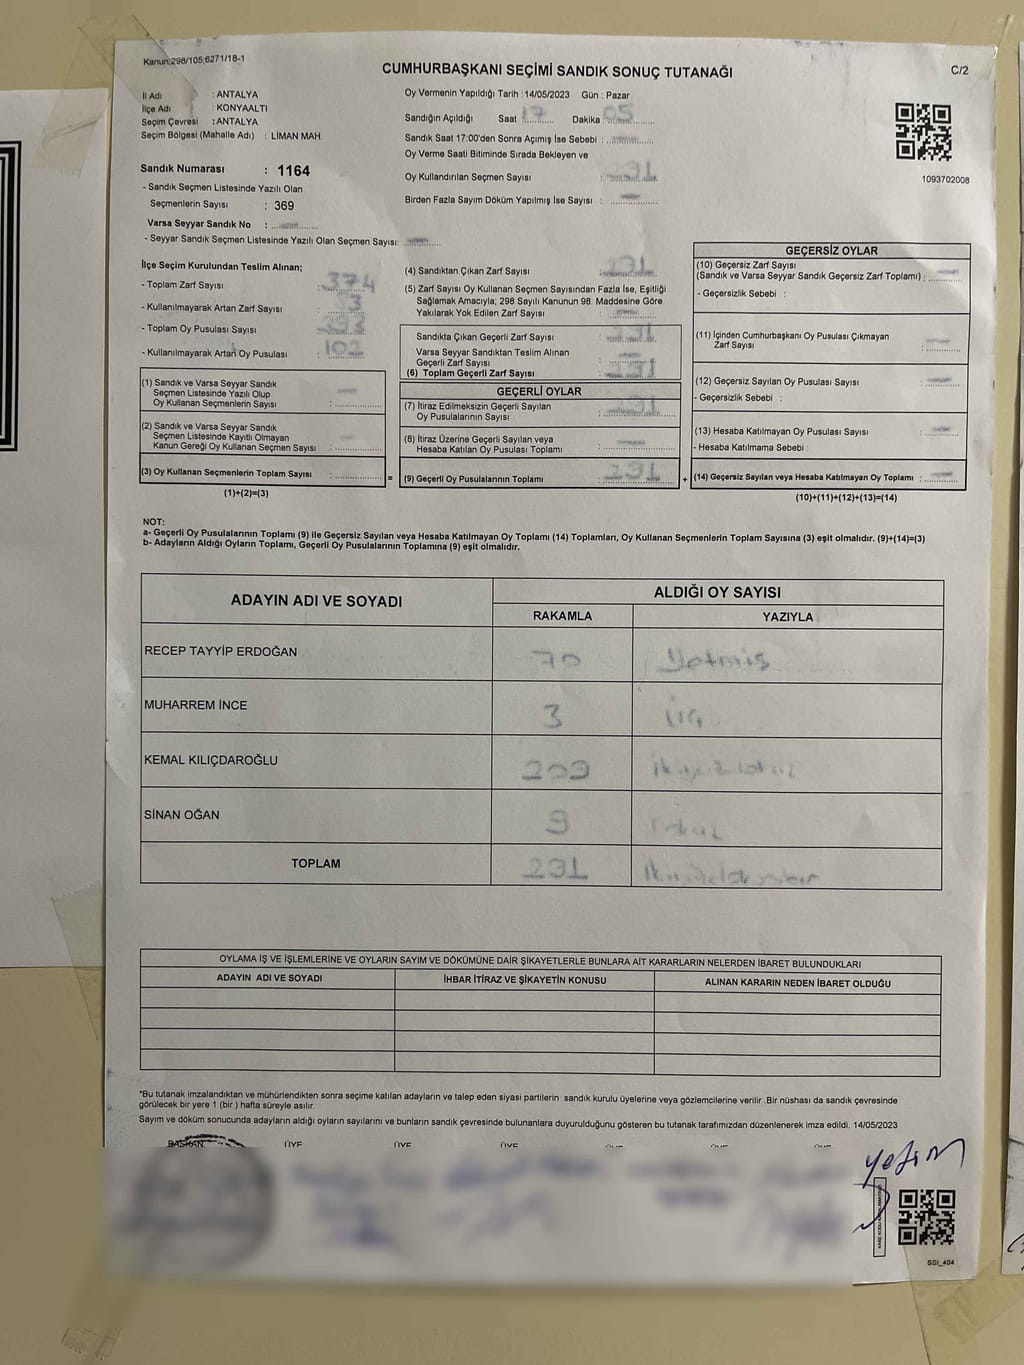 Kanun:298/105;6271/18-1
CUMHURBAŞKANI SEÇİMİ SANDIK SONUÇ TUTANAĞI
C/2
İl Adı : ANTALYA
İlçe Adı : KONYAALTI
Seçim Çevresi : ANTALYA
Seçim Bölgesi (Mahalle Adı) : LİMAN MAH.
Oy Vermenin Yapıldığı Tarih : 14/05/2023 Gün : Pazar
Sandığın Açıldığı Saat 17 Dakika 05
Sandık Saat 17:00'den Sonra Açımış İse Sebebi :
Oy Verme Saati Bitiminde Sırada Bekleyen ve
Oy Kullandırılan Seçmen Sayısı :
Birden Fazla Sayım Döküm Yapılmış İse Sayısı :
1093702008
Sandık Numarası : 1164
- Sandık Seçmen Listesinde Yazılı Olan
Seçmenlerin Sayısı : 369
Varsa Seyyar Sandık No :
- Seyyar Sandık Seçmen Listesinde Yazılı Olan Seçmen Sayısı:
İlçe Seçim Kurulundan Teslim Alınan;
- Toplam Zarf Sayısı : 374
- Kullanılmayarak Artan Zarf Sayısı :
- Toplam Oy Pusulası Sayısı :
- Kullanılmayarak Artan Oy Pusulası : 102
(1) Sandık ve Varsa Seyyar Sandık
Seçmen Listesinde Yazılı Olup
Oy Kullanan Seçmenlerin Sayısı :
(2) Sandık ve Varsa Seyyar Sandık
Seçmen Listesinde Kayıtlı Olmayan
Kanun Gereği Oy Kullanan Seçmen Sayısı :
(3) Oy Kullanan Seçmenlerin Toplam Sayısı :
(1)+(2)=(3)
=
(4) Sandıktan Çıkan Zarf Sayısı :
(5) Zarf Sayısı Oy Kullanan Seçmen Sayısından Fazla İse, Eşitliği
Sağlamak Amacıyla; 298 Sayılı Kanunun 98. Maddesine Göre
Yakılarak Yok Edilen Zarf Sayısı :
Sandıkta Çıkan Geçerli Zarf Sayısı :
Varsa Seyyar Sandıktan Teslim Alınan
Geçerli Zarf Sayısı :
(6) Toplam Geçerli Zarf Sayısı :
GEÇERLİ OYLAR
(7) İtiraz Edilmeksizin Geçerli Sayılan
Oy Pusulalarının Sayısı :
(8) İtiraz Üzerine Geçerli Sayılan veya
Hesaba Katılan Oy Pusulası Toplamı :
(9) Geçerli Oy Pusulalarının Toplamı : 291
+
GEÇERSİZ OYLAR
(10) Geçersiz Zarf Sayısı
(Sandık ve Varsa Seyyar Sandık Geçersiz Zarf Toplamı) :
- Geçersizlik Sebebi :
(11) İçinden Cumhurbaşkanı Oy Pusulası Çıkmayan
Zarf Sayısı :
(12) Geçersiz Sayılan Oy Pusulası Sayısı :
- Geçersizlik Sebebi :
(13) Hesaba Katılmayan Oy Pusulası Sayısı :
- Hesaba Katılmama Sebebi :
(14) Geçersiz Sayılan veya Hesaba Katılmayan Oy Toplamı :
(10)+(11)+(12)+(13)=(14)
NOT:
a- Geçerli Oy Pusulalarının Toplamı (9) ile Geçersiz Sayılan veya Hesaba Katılmayan Oy Toplamı (14) Toplamları, Oy Kullanan Seçmenlerin Toplam Sayısına (3) eşit olmalıdır. (9)+(14)=(3)
b- Adayların Aldığı Oyların Toplamı, Geçerli Oy Pusulalarının Toplamına (9) eşit olmalıdır.
ADAYIN ADI VE SOYADI
ALDIĞI OY SAYISI
RAKAMLA YAZIYLA
RECEP TAYYİP ERDOĞAN 70 Yetmiş
MUHARREM İNCE 3 Üç
KEMAL KILIÇDAROĞLU 209
SİNAN OĞAN 9
TOPLAM 291
OYLAMA İŞ VE İŞLEMLERİNE VE OYLARIN SAYIM VE DÖKÜMÜNE DAİR ŞİKAYETLERLE BUNLARA AİT KARARLARIN NELERDEN İBARET BULUNDUKLARI
ADAYIN ADI VE SOYADI
İHBAR İTİRAZ VE ŞİKAYETİN KONUSU
ALINAN KARARIN NEDEN İBARET OLDUĞU
*Bu tutanak imzalandıktan ve mühürlendikten sonra seçime katılan adayların ve talep eden siyasi partilerin sandık kurulu üyelerine veya gözlemcilerine verilir .Bir nüshası da sandık çevresinde
görülecek bir yere 1 (bir ) hafta süreyle asılır.
Sayım ve döküm sonucunda adayların aldığı oyların sayılarını ve bunların sandık çevresinde bulunanlara duyurulduğunu gösteren bu tutanak tarafımızdan düzenlenerek imza edildi. 14/05/2023
BAŞKAN ÜYE ÜYE ÜYE
SSI_404